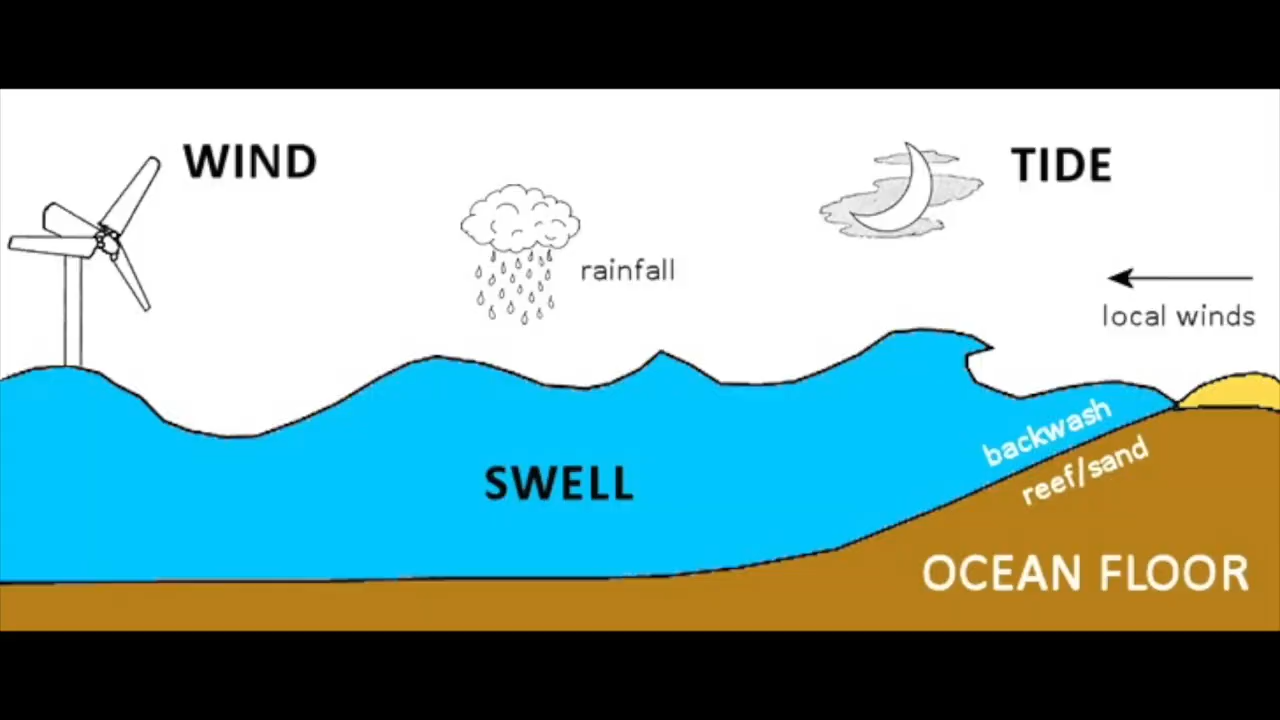 WIND
TIDE
rainfall
local winds
backwash
reef/sand
SWELL
OCEAN FLOOR